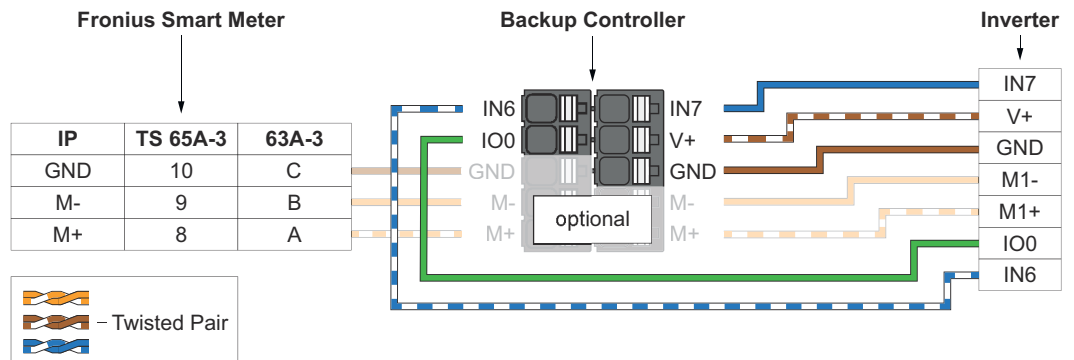 Fronius Smart Meter
Backup Controller
Inverter
IP TS 65A-3 63A-3
GND 10 C
M- 9 B
M+ 8 A
IN6
IO0
GND
M-
M+
optional
IN7
V+
GND
M-
M+
IN7
V+
GND
M1-
M1+
IO0
IN6
– Twisted Pair